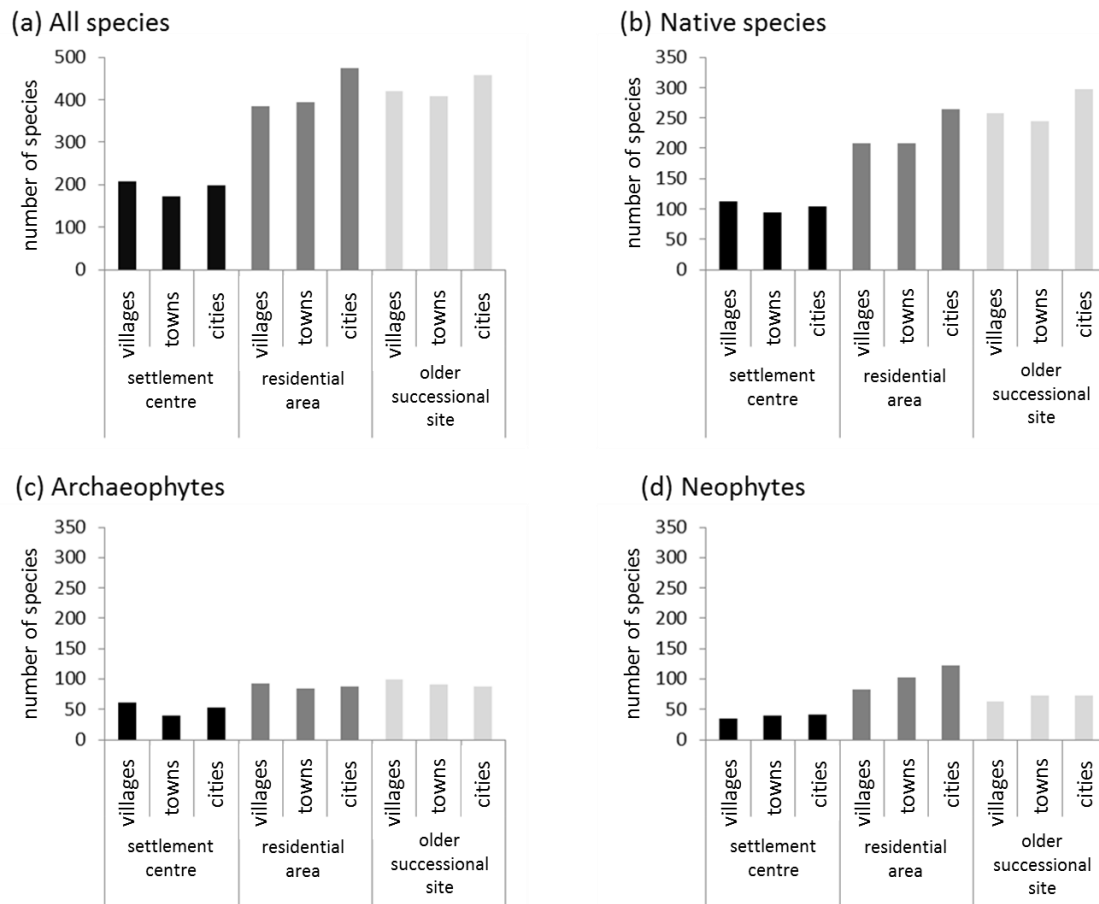 (a) All species
number of species
500
400
300
200
100
0
villages towns cities villages towns cities villages towns cities
settlement centre
residential area
older successional site
(b) Native species
number of species
350
300
250
200
150
100
50
0
villages towns cities villages towns cities villages towns cities
settlement centre
residential area
older successional site
(c) Archaeophytes
number of species
350
300
250
200
150
100
50
0
villages towns cities villages towns cities villages towns cities
settlement centre
residential area
older successional site
(d) Neophytes
number of species
350
300
250
200
150
100
50
0
villages towns cities villages towns cities villages towns cities
settlement centre
residential area
older successional site